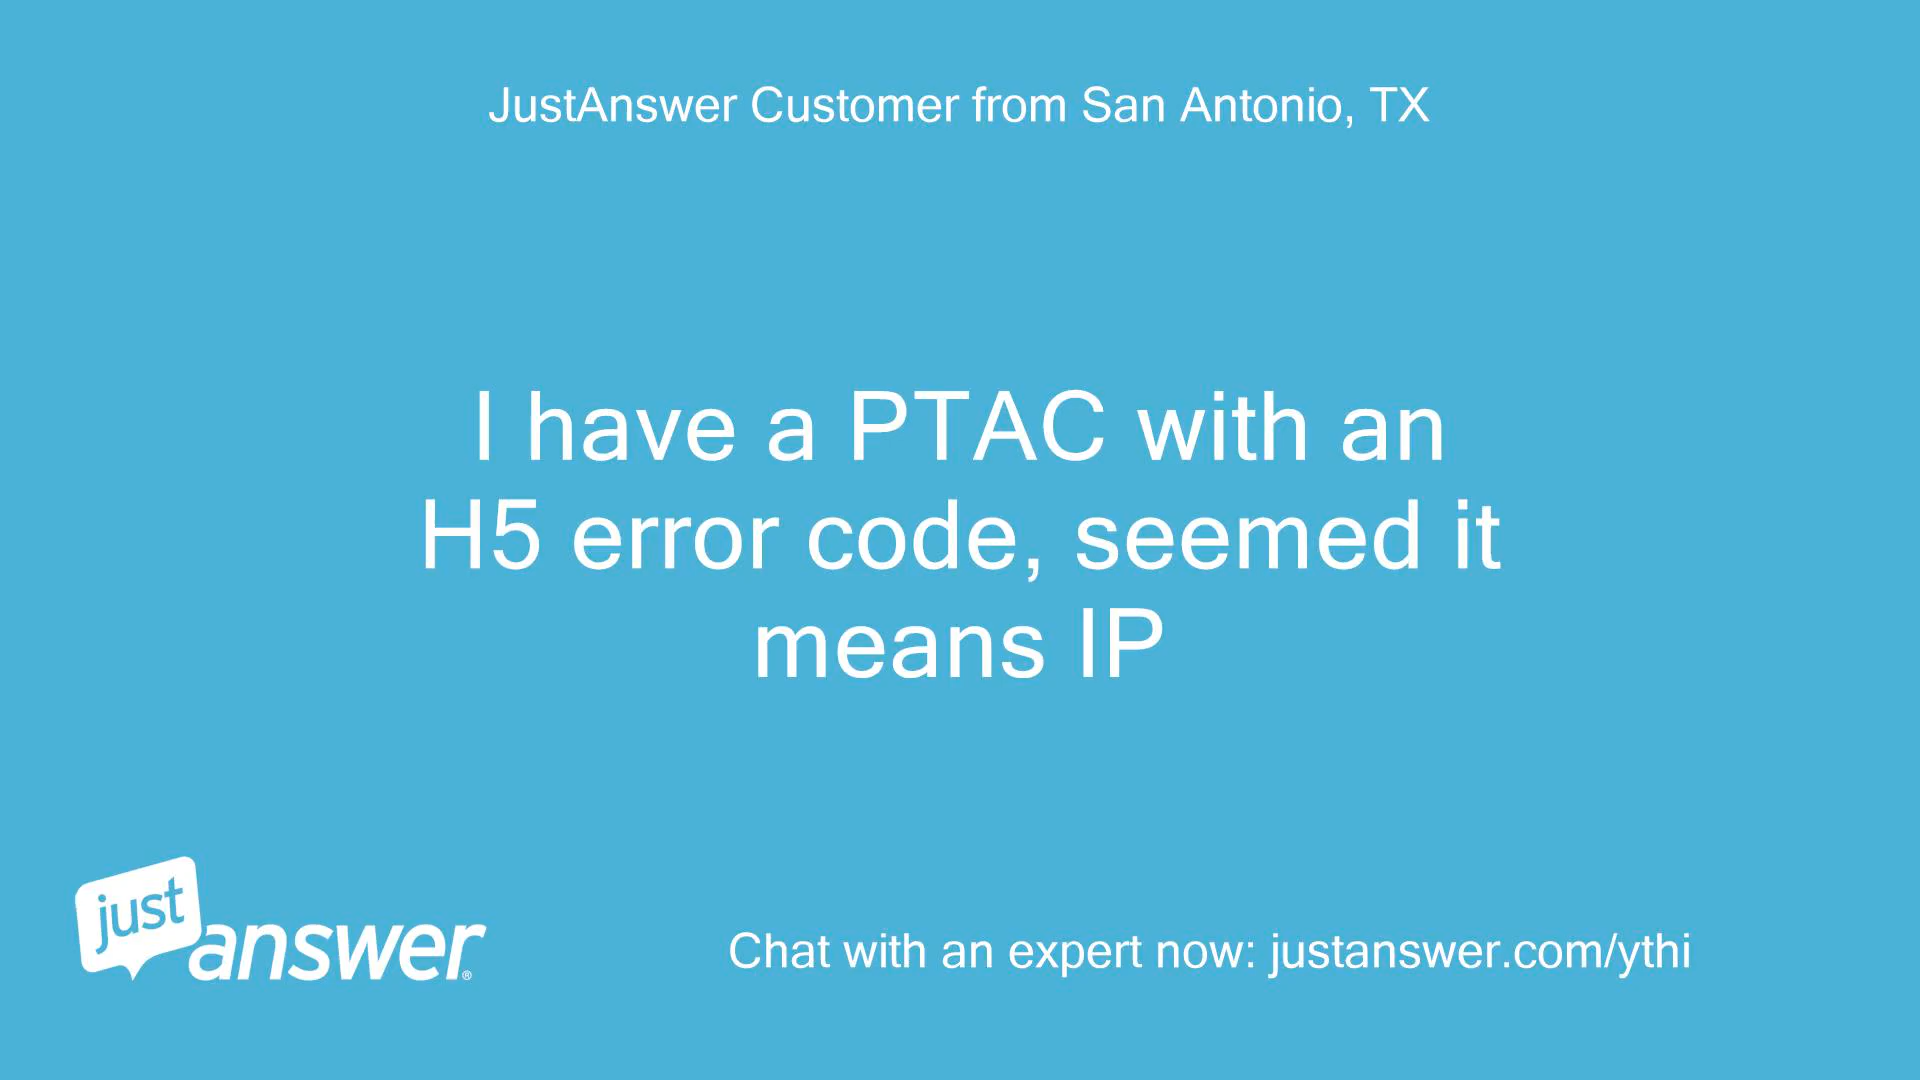 JustAnswer Customer from San Antonio, TX
I have a PTAC with an
H5 error code, seemed it
means IP
just
answer®
Chat with an expert now: justanswer.com/ythi